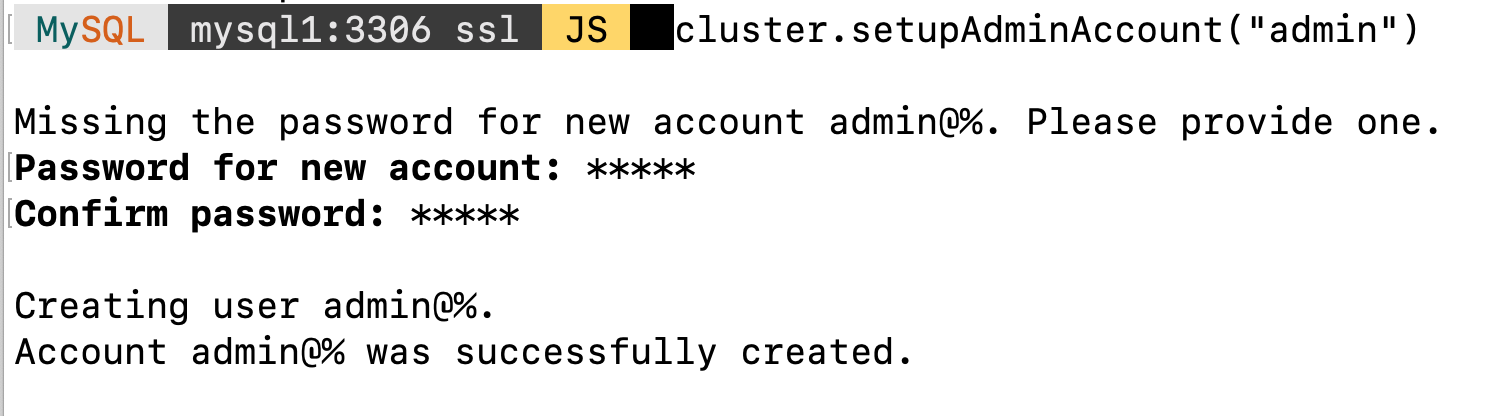 MySQL mysql1:3306 ssl JS cluster.setupAdminAccount("admin")
Missing the password for new account admin@%. Please provide one.
Password for new account: *****
Confirm password: *****
Creating user admin@%.
Account admin@% was successfully created.